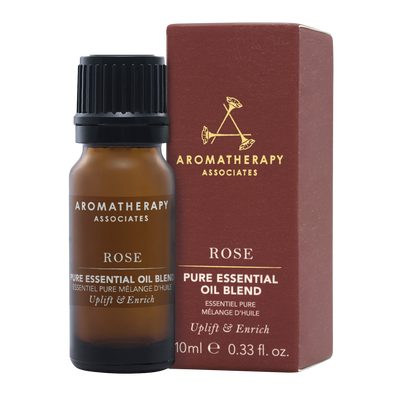 AROMATHERAPY
ASSOCIATES
ROSE
PURE ESSENTIAL OIL BLEND
ESSENTIEL PURE MÉLANGE D'HUILE
Uplift & Enrich
AROMATHERAPY
ASSOCIATES
ROSE
PURE ESSENTIAL
OIL BLEND
ESSENTIEL PURE
MÉLANGE D'HUILE
Uplift & Enrich
10ml ℮ 0.33 fl. oz.